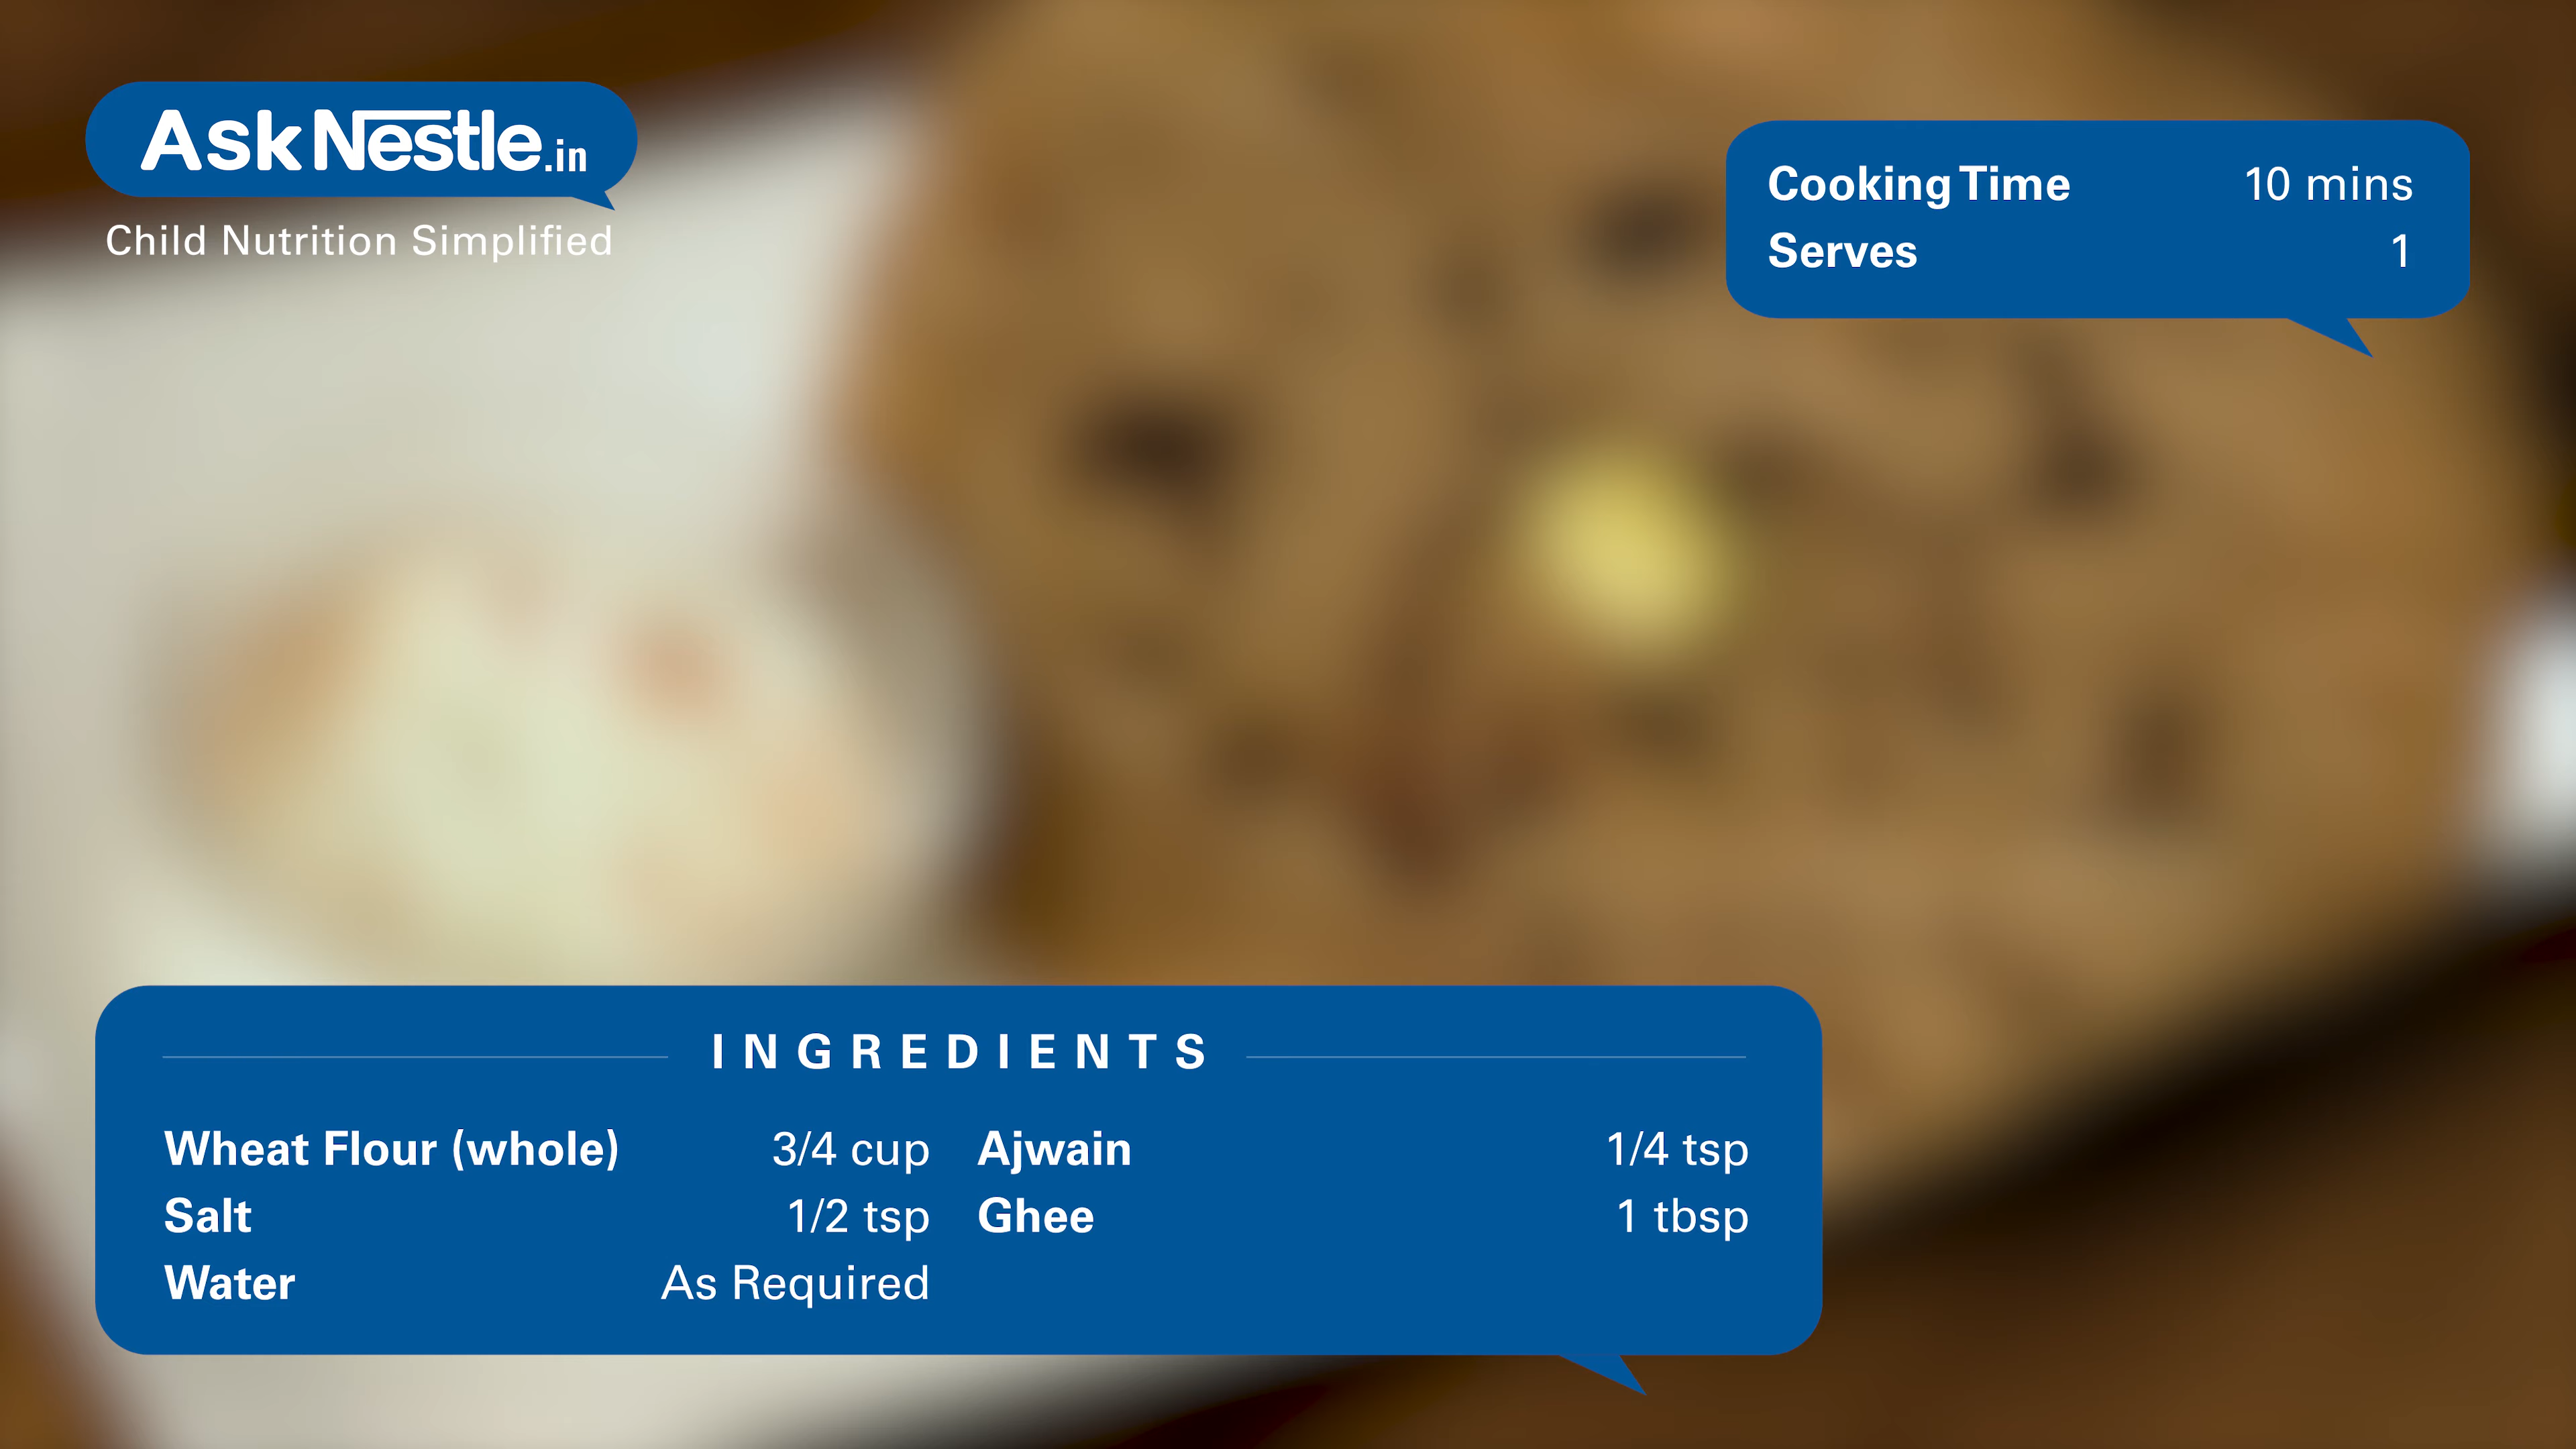 AskNestle.in
Child Nutrition Simplified
Cooking Time 10 mins
Serves 1
INGREDIENTS
Wheat Flour (whole) 3/4 cup Ajwain 1/4 tsp
Salt 1/2 tsp Ghee 1 tbsp
Water As Required